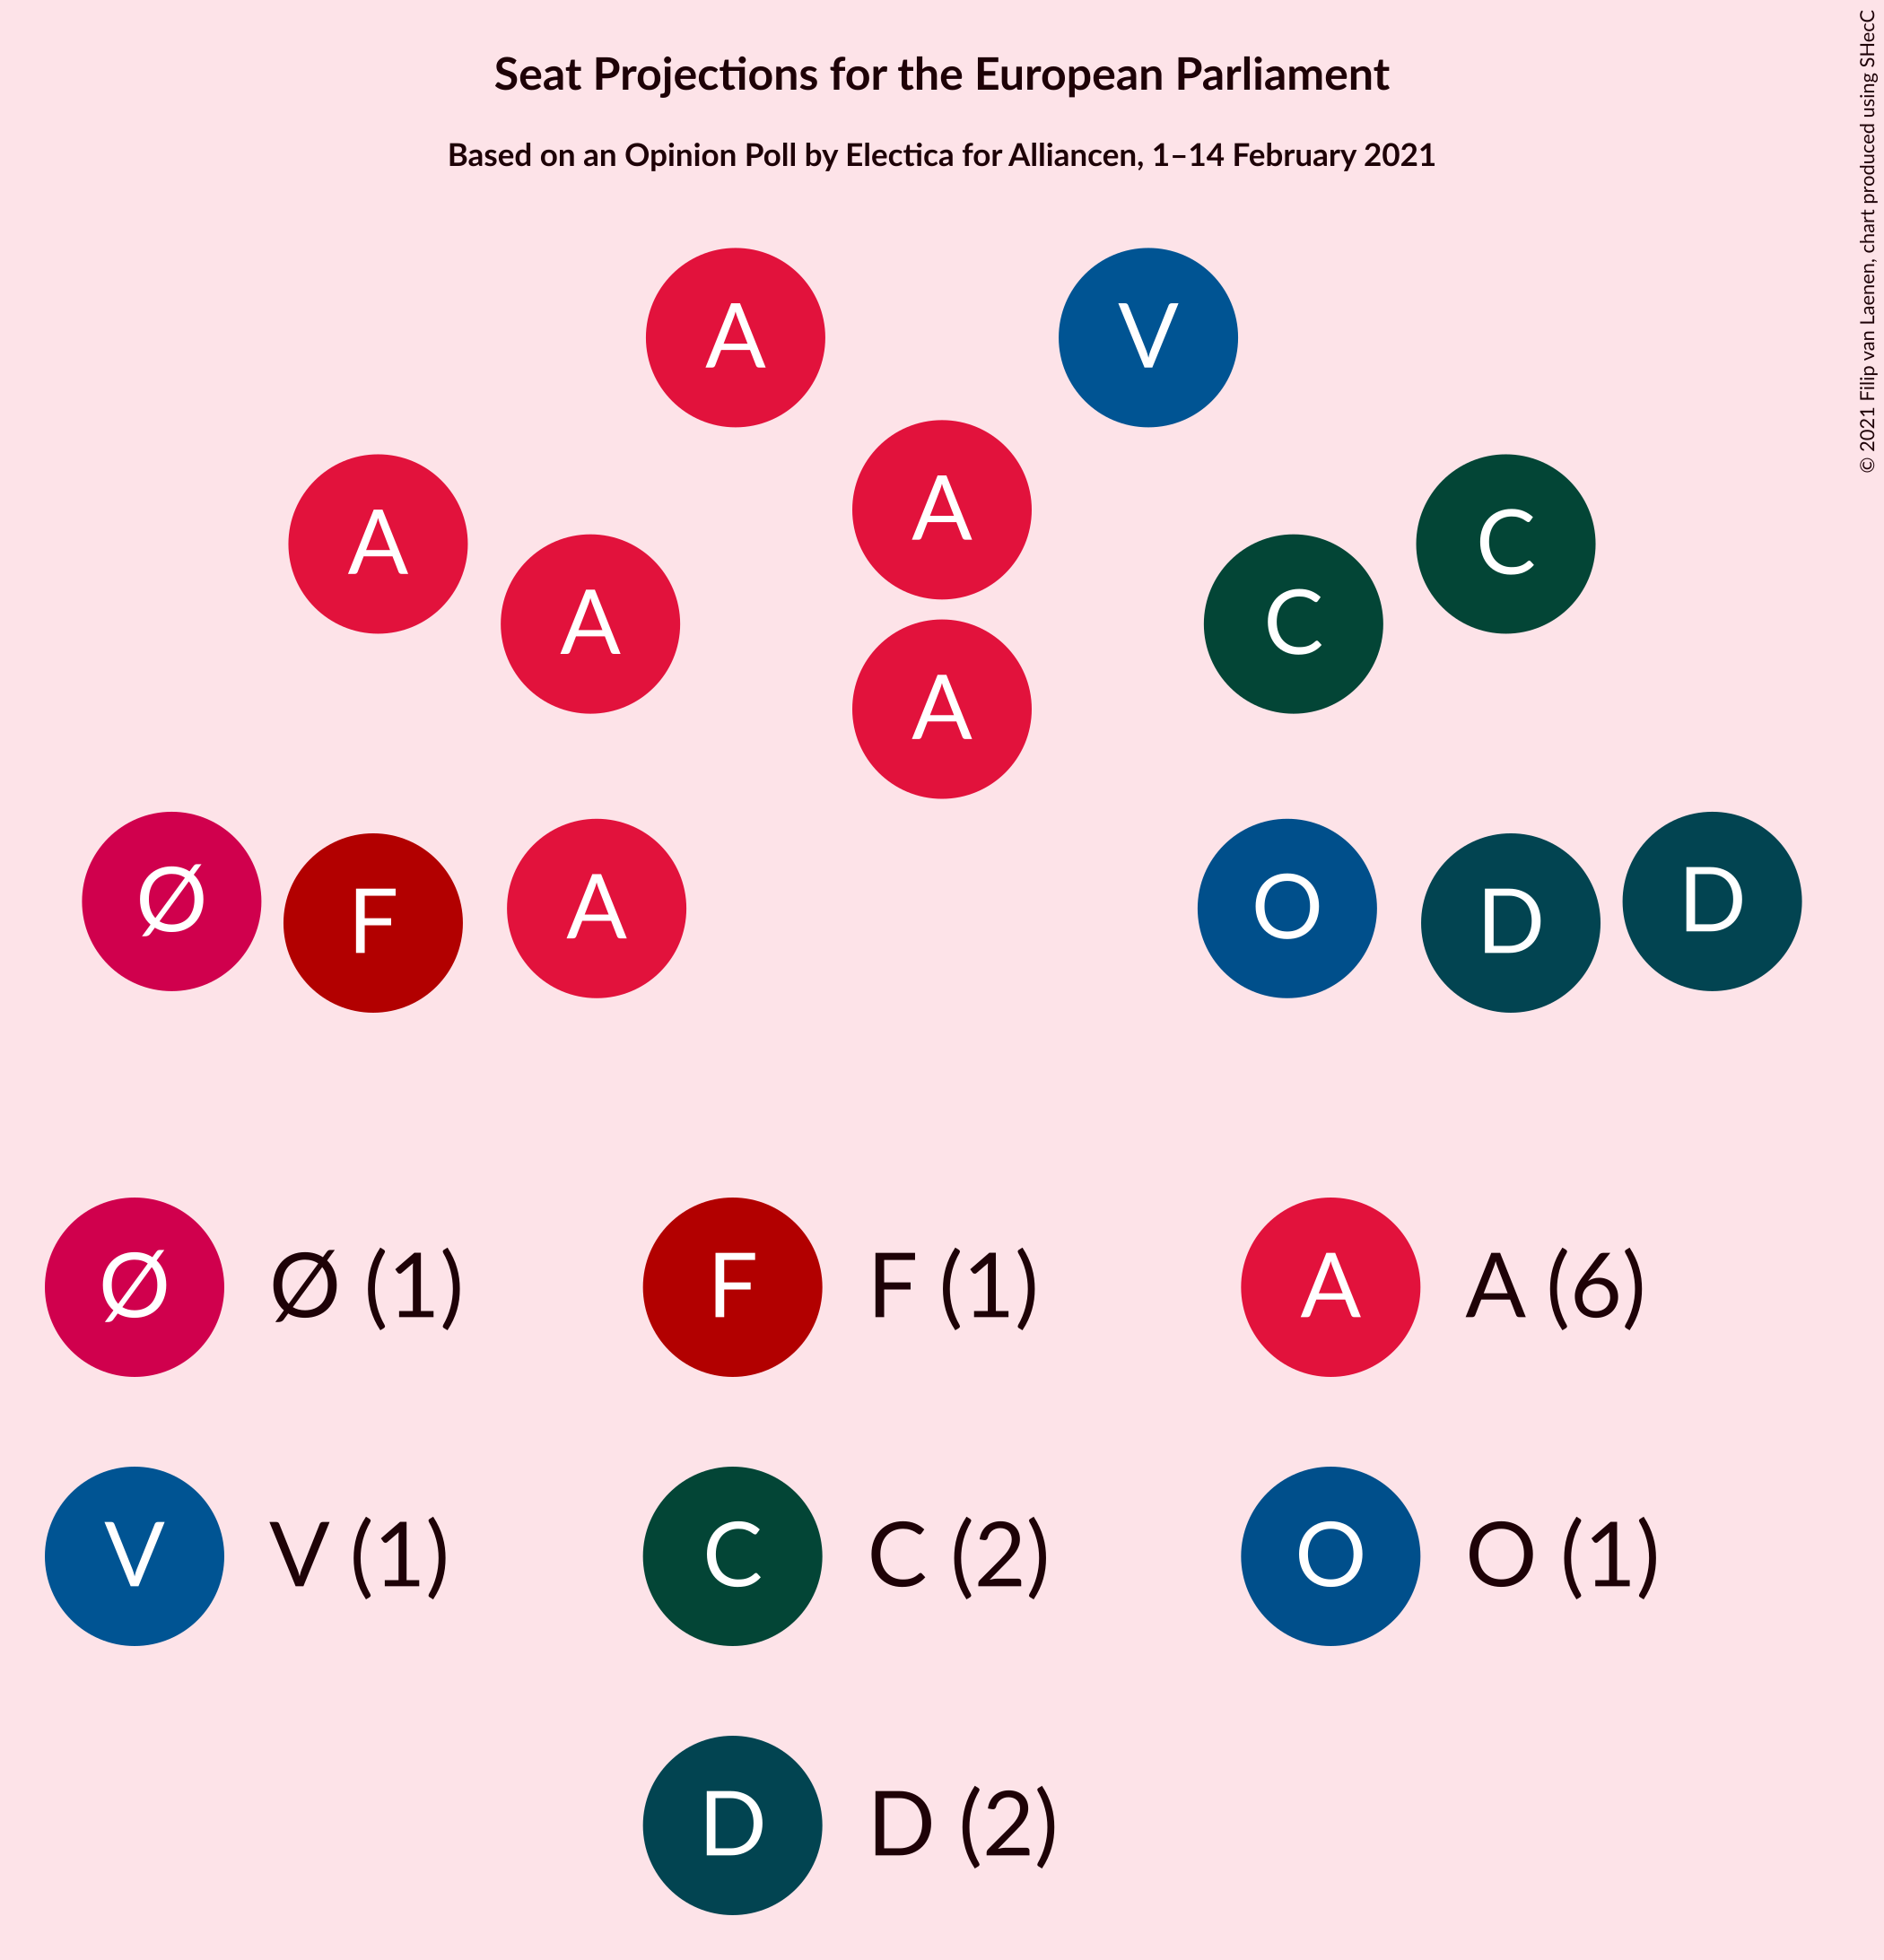 Seat Projections for the European Parliament
Based on an Opinion Poll by Electica for Alliancen, 1–14 February 2021
© 2021 Filip van Laenen, chart produced using SHecC
A
V
A
A
C
A
C
A
Ø
F
A
O
D
D
Ø Ø (1)
F F (1)
A A (6)
V V (1)
C C (2)
O O (1)
D D (2)